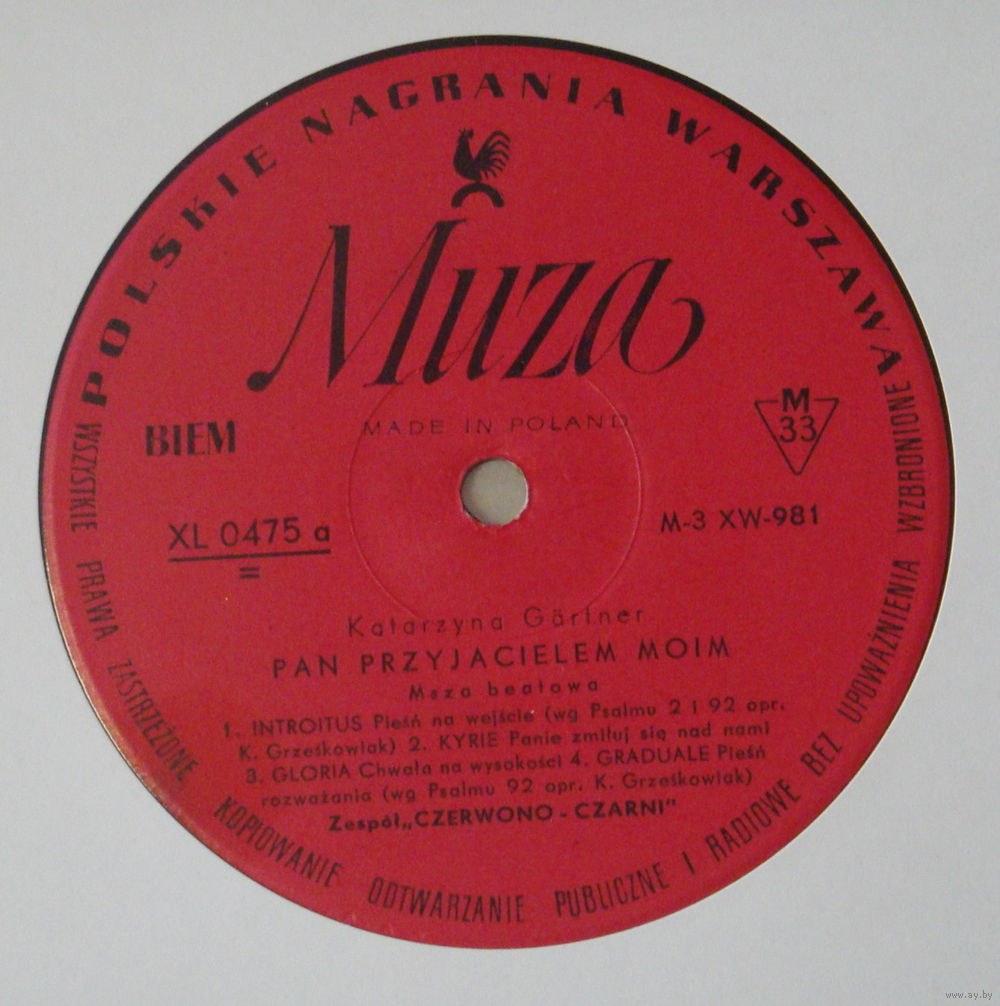 POLSKIE NAGRANIA WARSZAWA
Muza
MADE IN POLAND
BIEM
M
33
XL 0475 a
=
M-3 XW-981
Katarzyna Gärtner
PAN PRZYJACIELEM MOIM
Msza beatowa
1. INTROITUS Pieśń na wejście (wg Psalmu 2 i 92 opr.
K. Grześkowiak) 2. KYRIE Panie zmiłuj się nad nami
3. GLORIA Chwała na wysokości 4. GRADUALE Pieśń
rozważania (wg Psalmu 92 opr. K. Grześkowiak)
Zespół „CZERWONO-CZARNI"
WSZYSTKIE PRAWA ZASTRZEŻONE KOPIOWANIE ODTWARZANIE PUBLICZNE I RADIOWE BEZ UPOWAŻNIENIA WZBRONIONE
www.ay.by